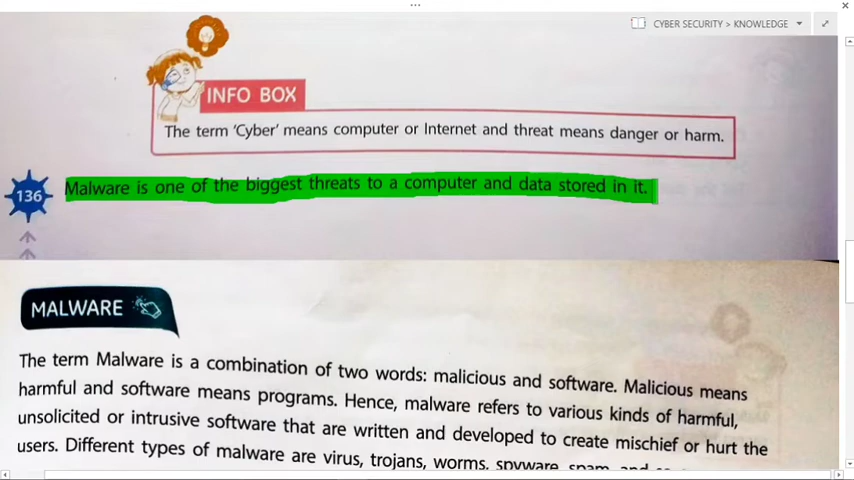 CYBER SECURITY > KNOWLEDGE
INFO BOX
The term 'Cyber' means computer or Internet and threat means danger or harm.
136
Malware is one of the biggest threats to a computer and data stored in it.
MALWARE
The term Malware is a combination of two words: malicious and software. Malicious means
harmful and software means programs. Hence, malware refers to various kinds of harmful,
unsolicited or intrusive software that are written and developed to create mischief or hurt the
users. Different types of malware are virus, trojans, worms, spyware, spam, and